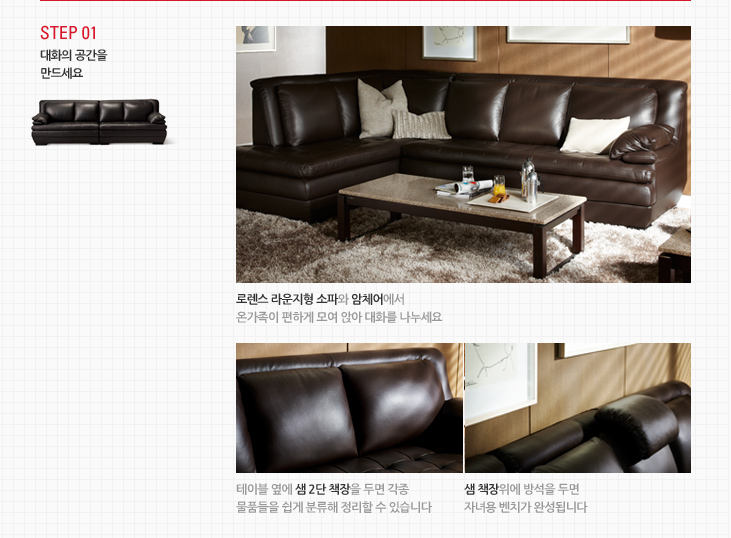 STEP 01
대화의 공간을
만드세요
로렌스 라운지형 소파와 암체어에서
온가족이 편하게 모여 앉아 대화를 나누세요
테이블 옆에 샘 2단 책장을 두면 각종
물품들을 쉽게 분류해 정리할 수 있습니다
샘 책장위에 방석을 두면
자녀용 벤치가 완성됩니다